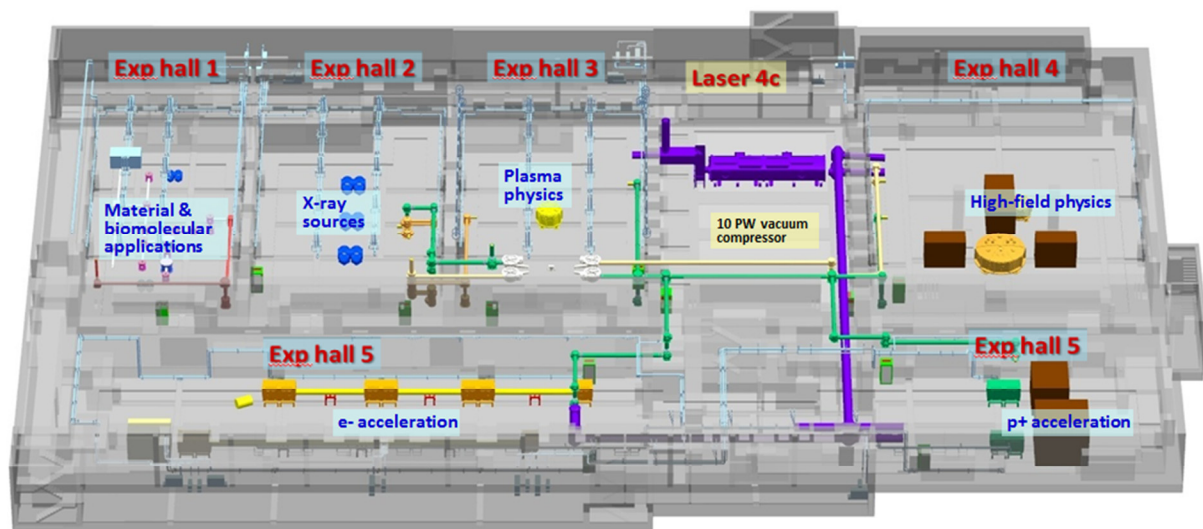 Exp hall 1
Exp hall 2
Exp hall 3
Laser 4c
Exp hall 4
Material &
biomolecular
applications
X-ray
sources
Plasma
physics
10 PW vacuum
compressor
High-field physics
Exp hall 5
Exp hall 5
e- acceleration
p+ acceleration